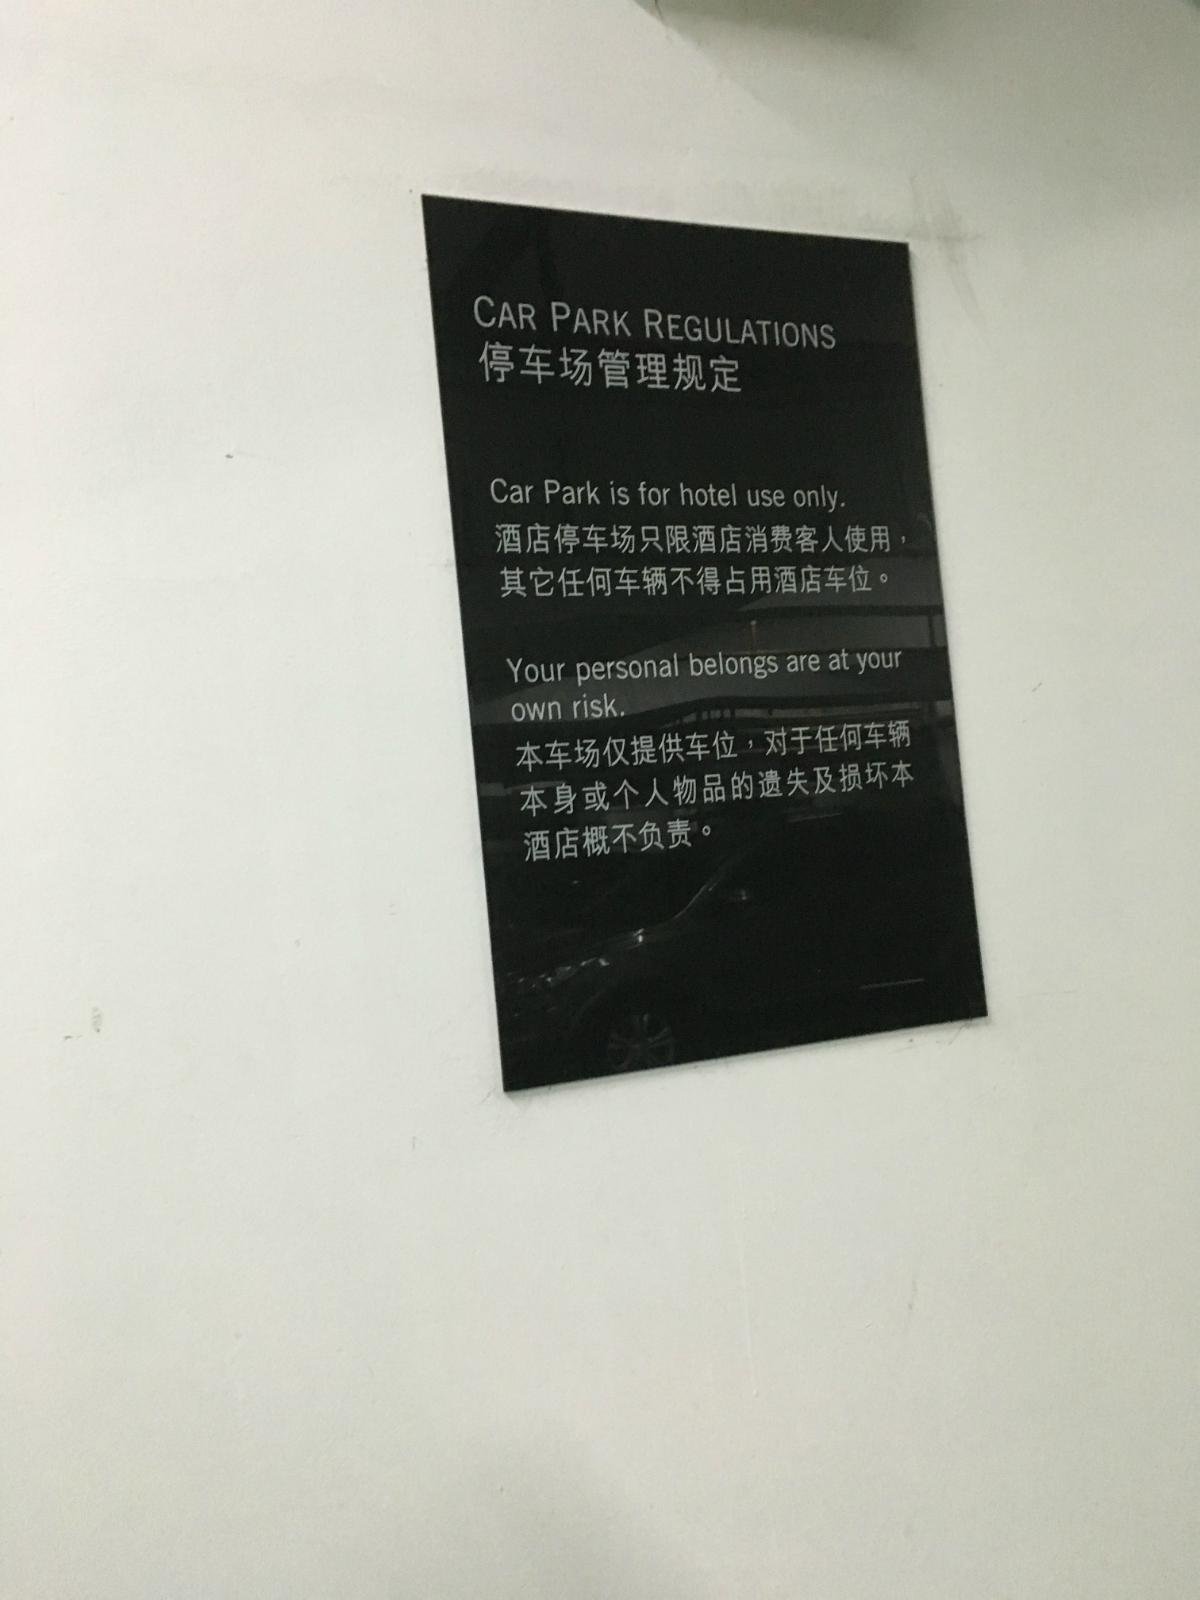 CAR PARK REGULATIONS
停车场管理规定
Car Park is for hotel use only.
酒店停车场只限酒店消费客人使用，
其它任何车辆不得占用酒店车位。
Your personal belongs are at your
own risk.
本车场仅提供车位，对于任何车辆
本身或个人物品的遗失及损坏本
酒店概不负责。